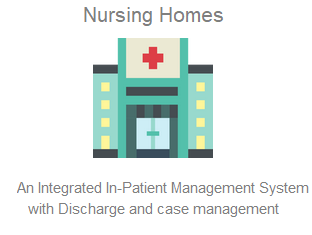 Nursing Homes
An Integrated In-Patient Management System
with Discharge and case management